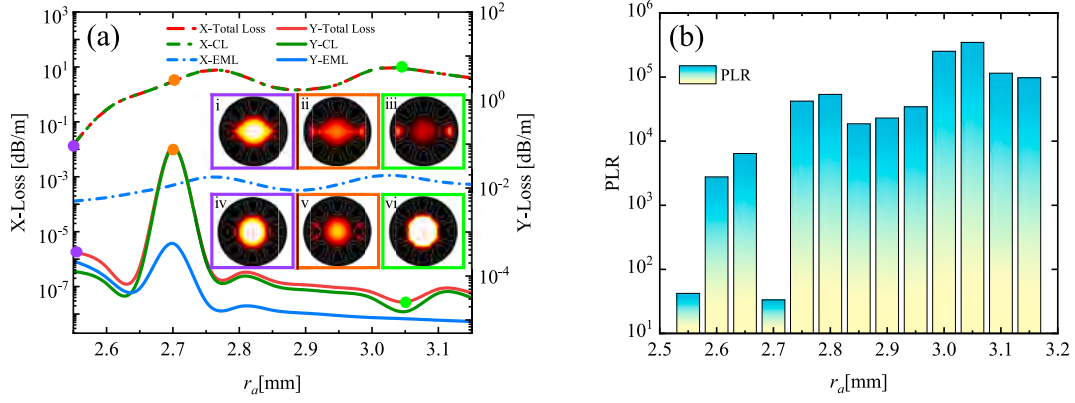 (a)
X-Total Loss
Y-Total Loss
X-CL
Y-CL
X-EML
Y-EML
i
ii
iii
iv
v
vi
10³
10¹
10⁻¹
10⁻³
10⁻⁵
10⁻⁷
X-Loss [dB/m]
10²
10⁰
10⁻²
10⁻⁴
Y-Loss [dB/m]
2.6
2.7
2.8
2.9
3.0
3.1
rₐ[mm]
(b)
PLR
10⁶
10⁵
10⁴
10³
10²
10¹
PLR
2.5
2.6
2.7
2.8
2.9
3.0
3.1
3.2
rₐ[mm]